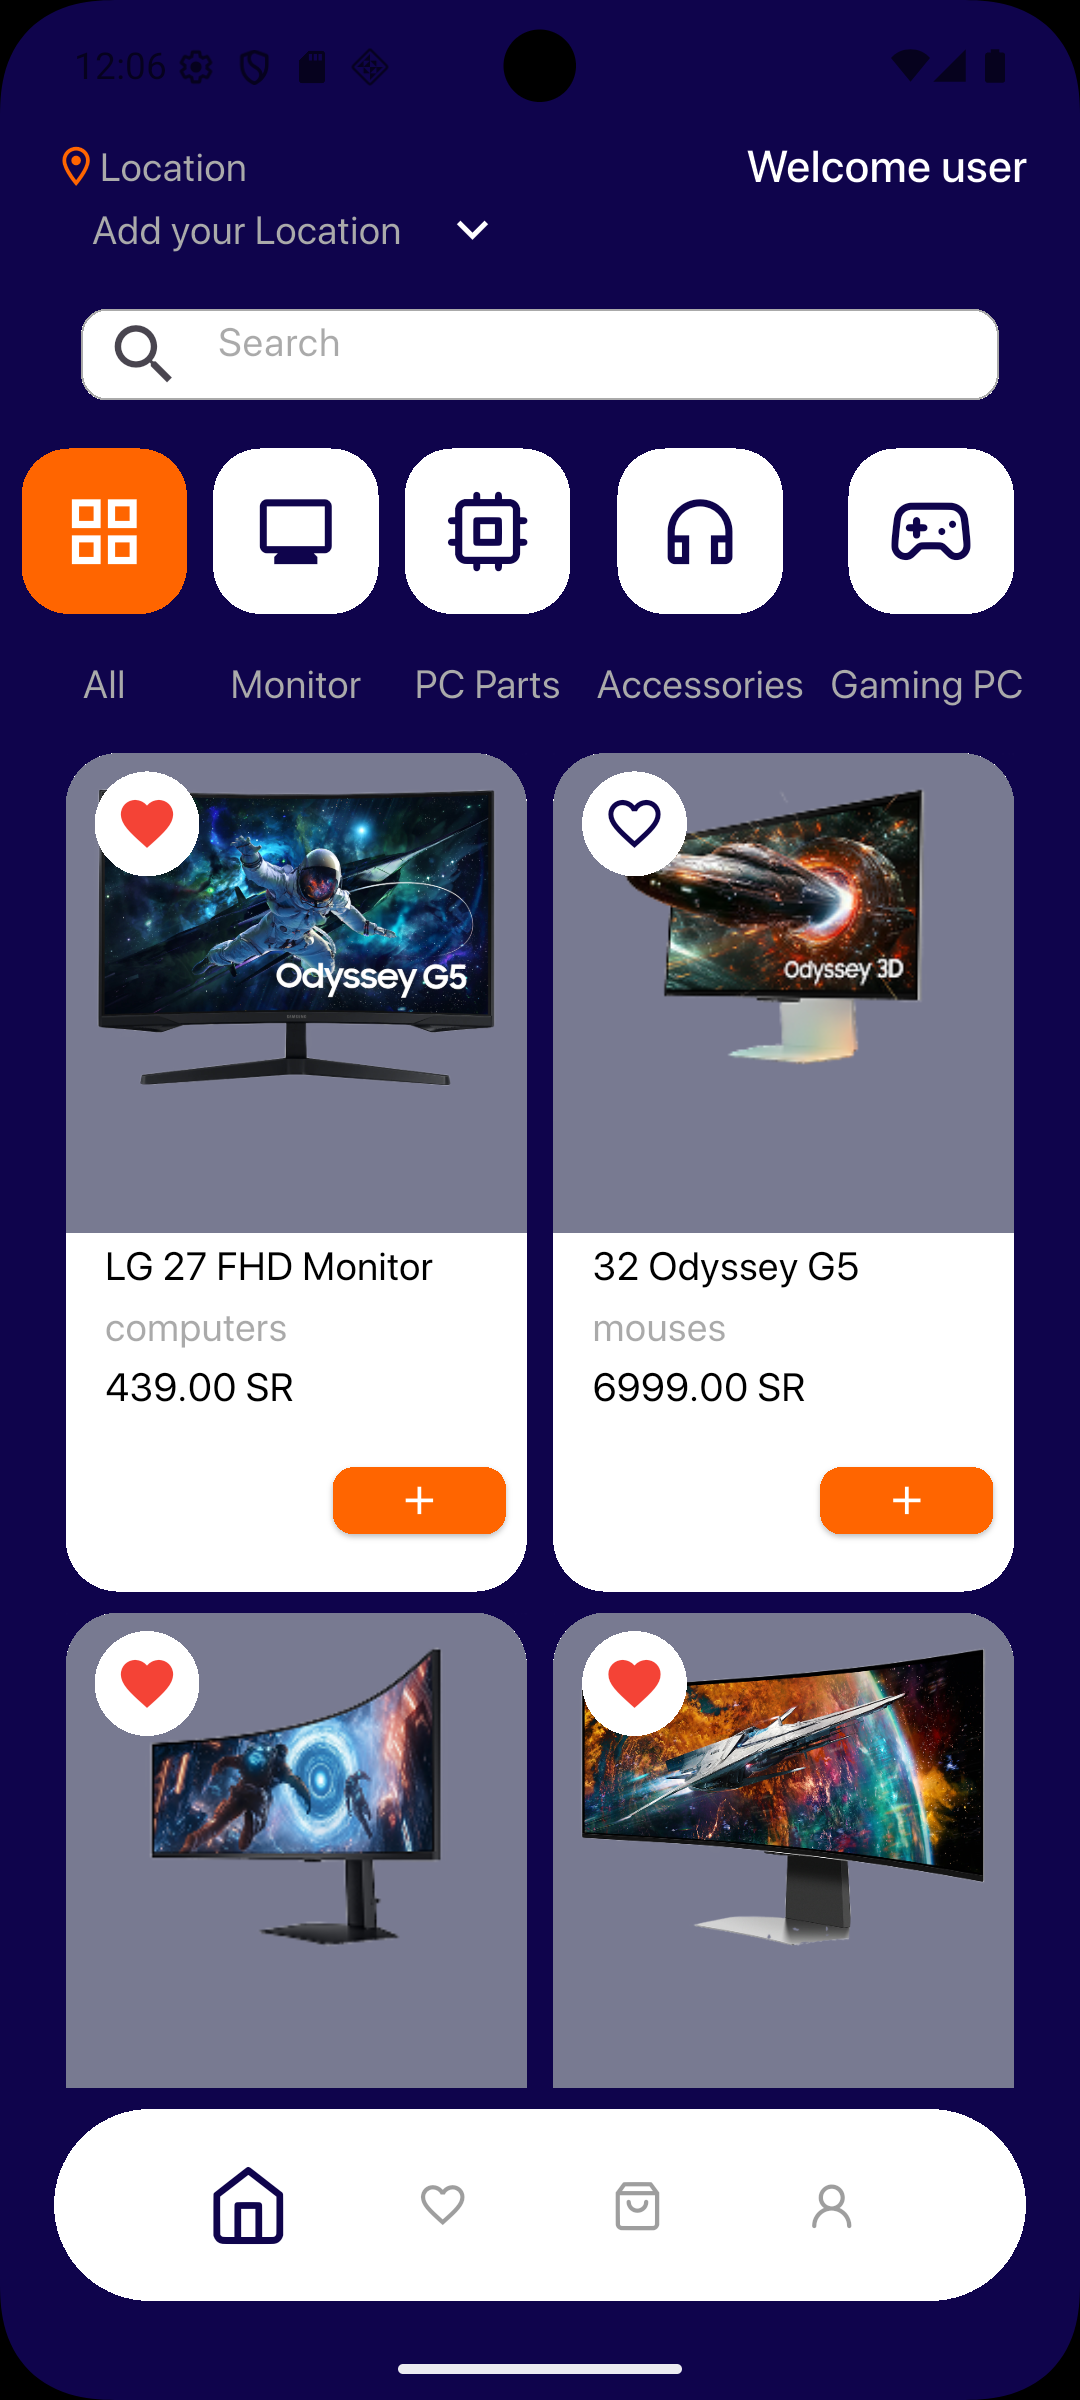 12:06
Location
Welcome user
Add your Location
Search
All
Monitor
PC Parts
Accessories
Gaming PC
Odyssey G5
Odyssey 3D
LG 27 FHD Monitor
computers
439.00 SR
+
32 Odyssey G5
mouses
6999.00 SR
+